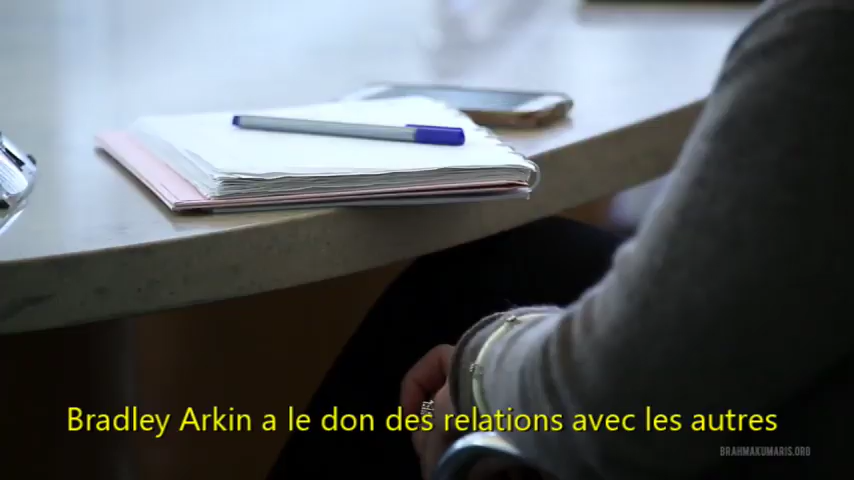 Bradley Arkin a le don des relations avec les autres
BRAHMAKUMARIS.ORG